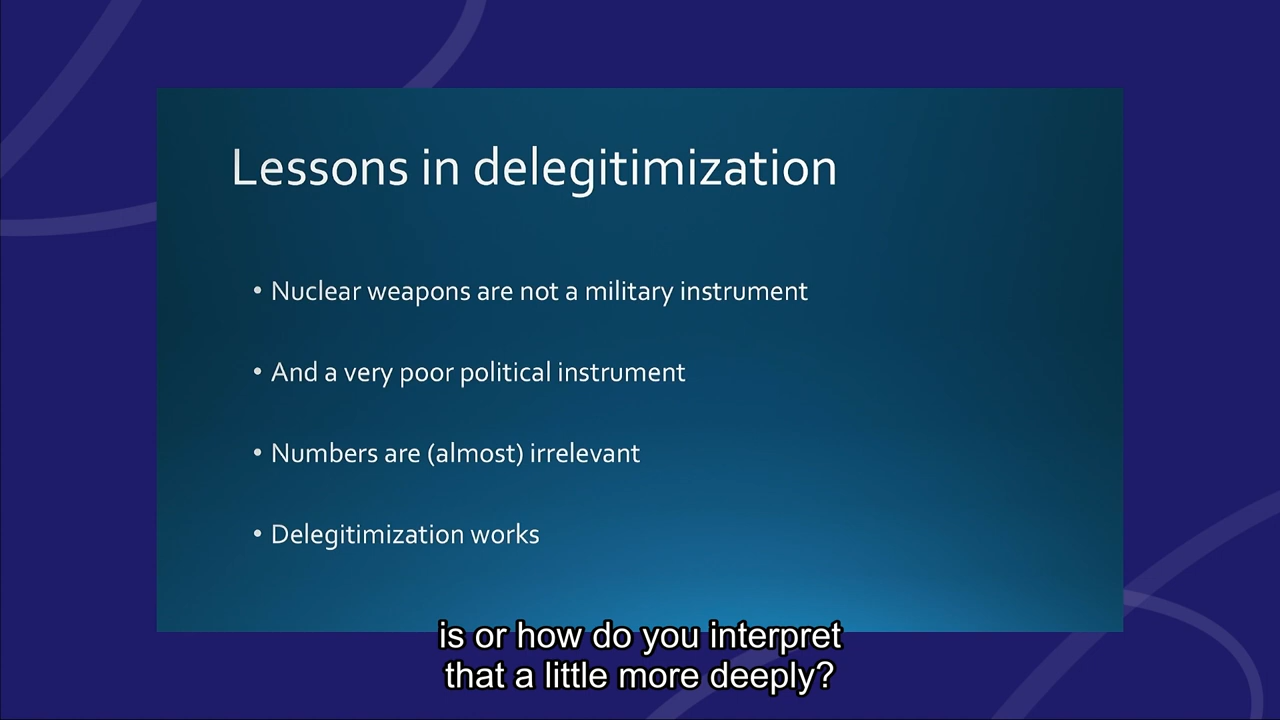 Lessons in delegitimization
• Nuclear weapons are not a military instrument
• And a very poor political instrument
• Numbers are (almost) irrelevant
• Delegitimization works
is or how do you interpret
that a little more deeply?